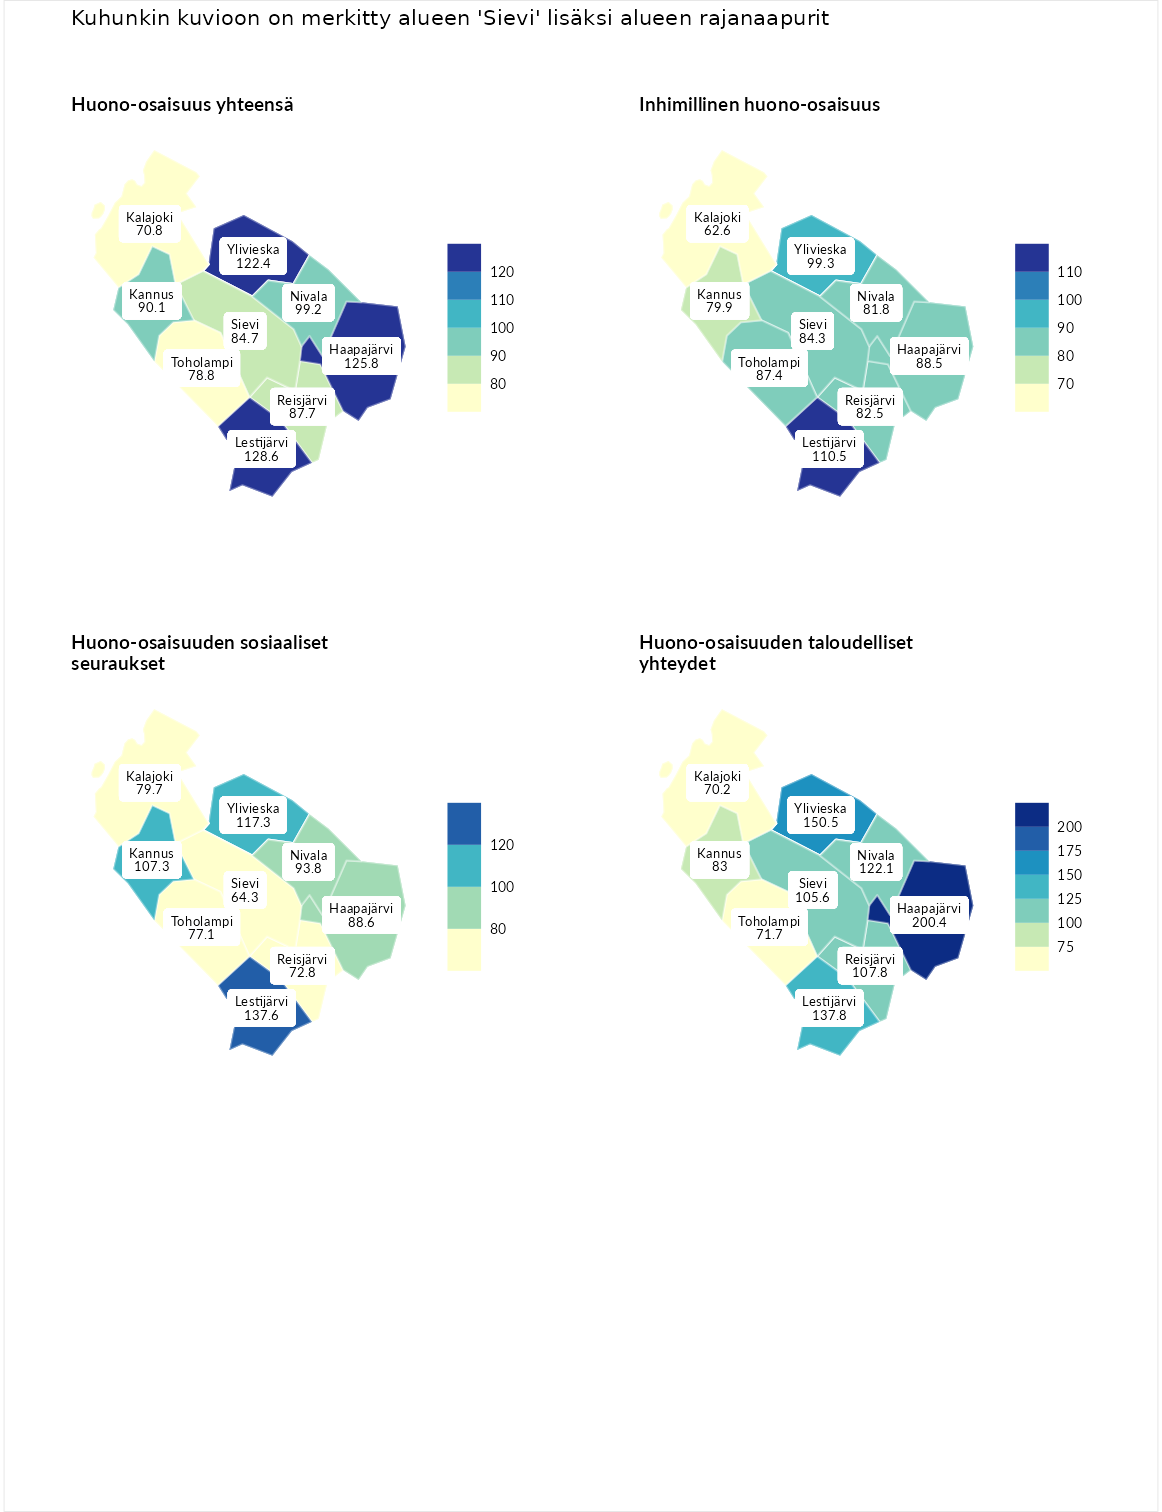 Kuhunkin kuvioon on merkitty alueen 'Sievi' lisäksi alueen rajanaapurit
Huono-osaisuus yhteensä
Kalajoki
70.8
Ylivieska
122.4
Kannus
90.1
Nivala
99.2
Sievi
84.7
Haapajärvi
125.8
Toholampi
78.8
Reisjärvi
87.7
Lestijärvi
128.6
120
110
100
90
80
Inhimillinen huono-osaisuus
Kalajoki
62.6
Ylivieska
99.3
Kannus
79.9
Nivala
81.8
Sievi
84.3
Haapajärvi
88.5
Toholampi
87.4
Reisjärvi
82.5
Lestijärvi
110.5
110
100
90
80
70
Huono-osaisuuden sosiaaliset
seuraukset
Kalajoki
79.7
Ylivieska
117.3
Kannus
107.3
Nivala
93.8
Sievi
64.3
Haapajärvi
88.6
Toholampi
77.1
Reisjärvi
72.8
Lestijärvi
137.6
120
100
80
Huono-osaisuuden taloudelliset
yhteydet
Kalajoki
70.2
Ylivieska
150.5
Kannus
83
Nivala
122.1
Sievi
105.6
Haapajärvi
200.4
Toholampi
71.7
Reisjärvi
107.8
Lestijärvi
137.8
200
175
150
125
100
75